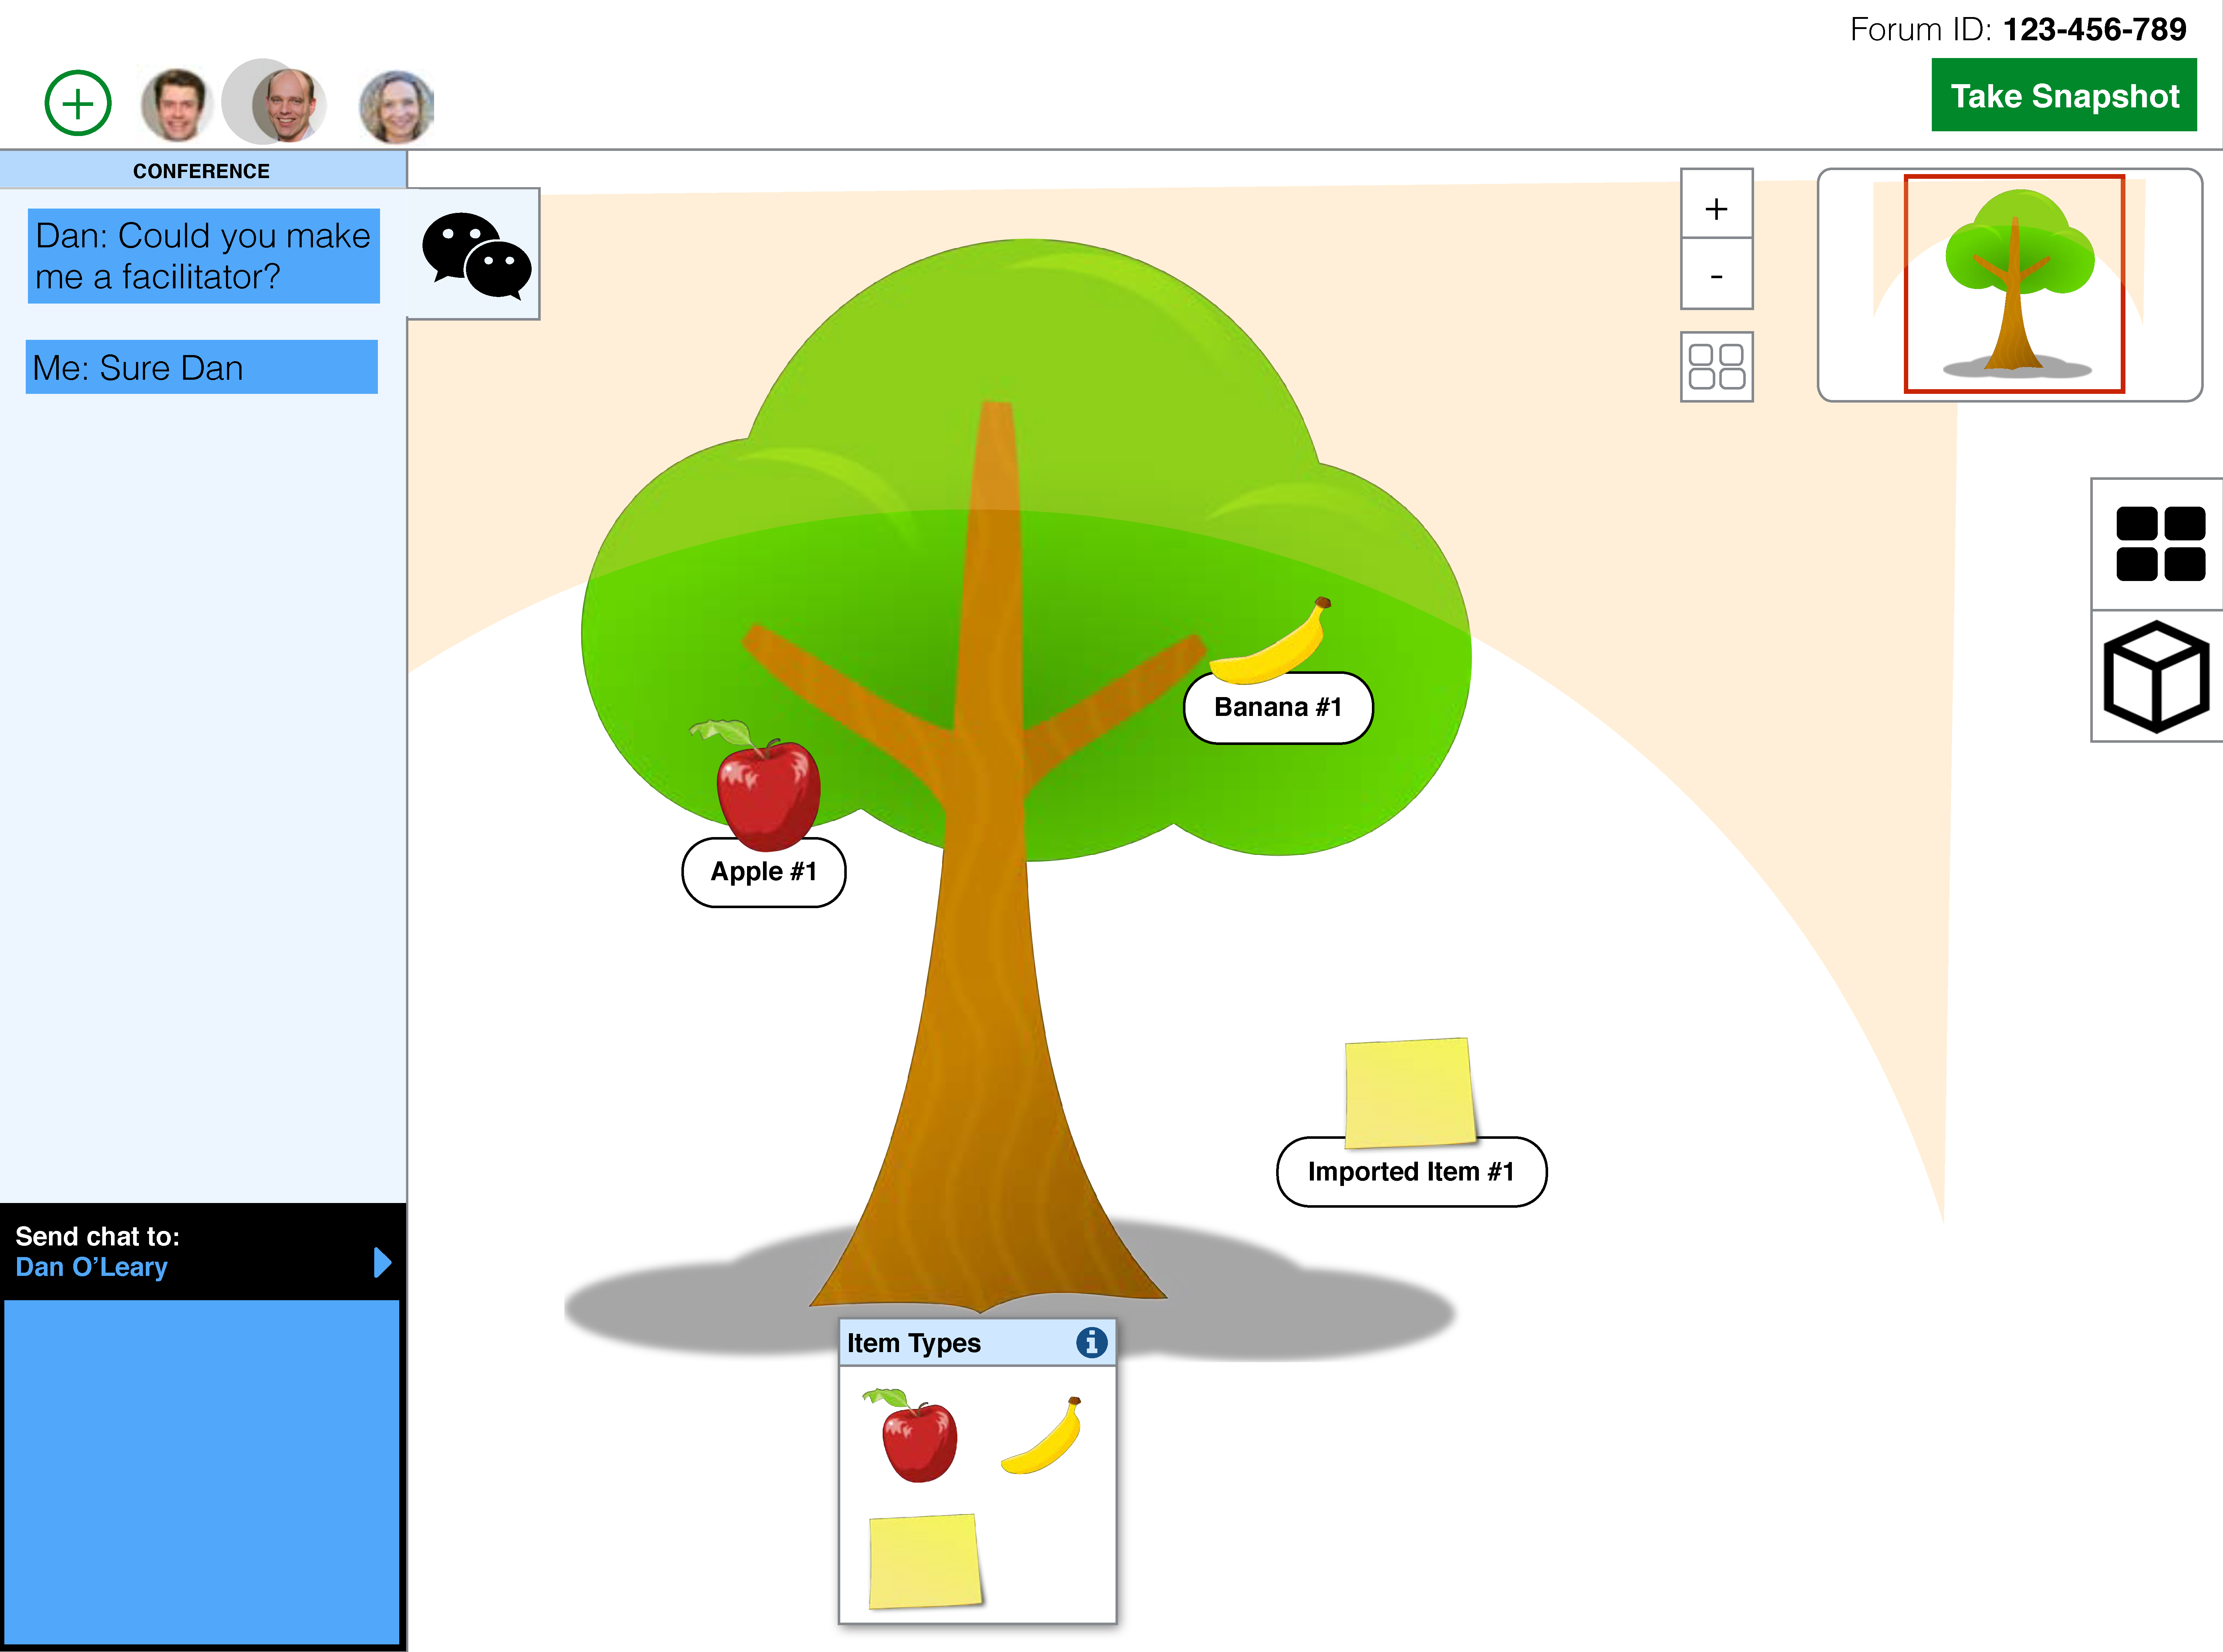 Forum ID: 123-456-789
Take Snapshot
CONFERENCE
Dan: Could you make
me a facilitator?
Me: Sure Dan
+
-
Banana #1
Apple #1
Imported Item #1
Send chat to:
Dan O’Leary
Item Types